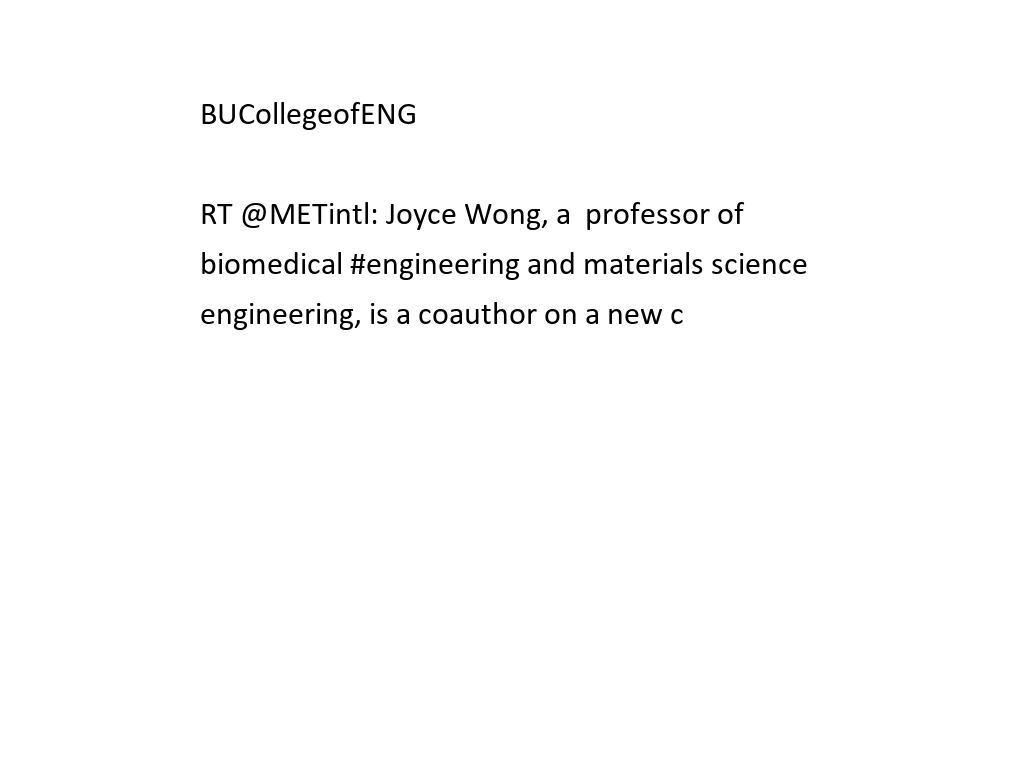 BUCollegeofENG
RT @METintl: Joyce Wong, a  professor of
biomedical #engineering and materials science
engineering, is a coauthor on a new c